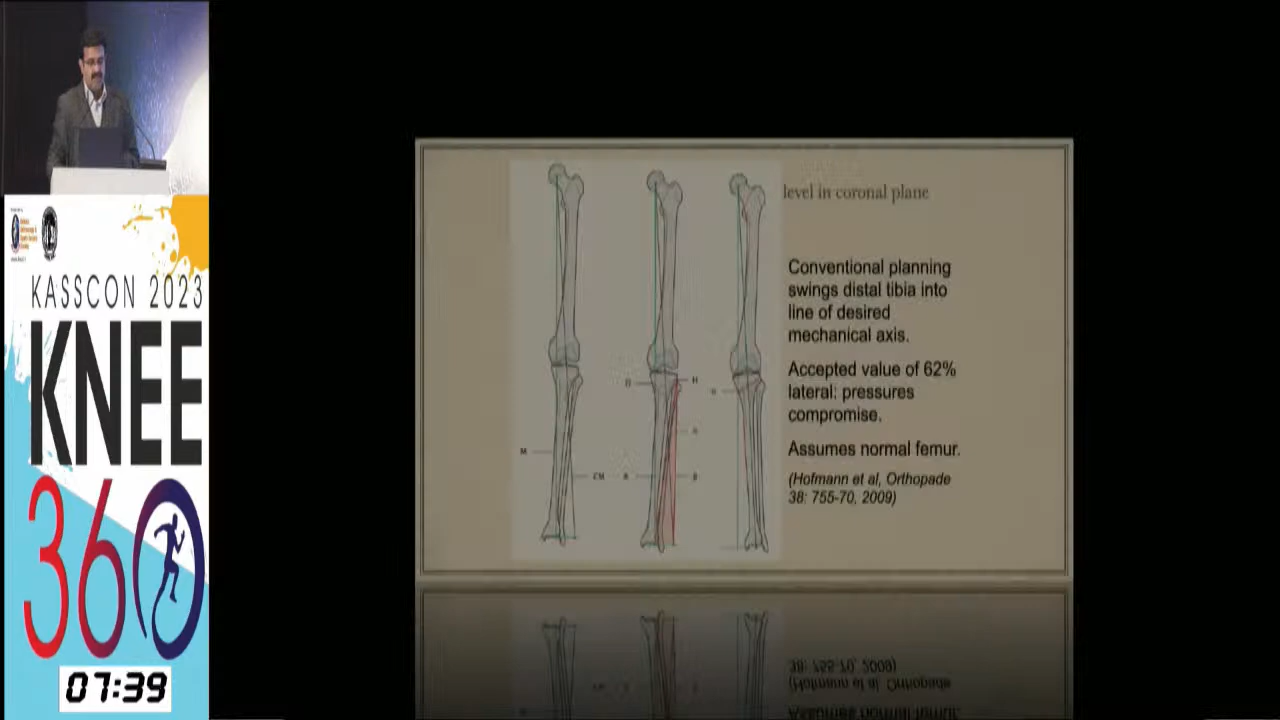 KASSCON 2023
KNEE
360
07:39
level in coronal plane
Conventional planning
swings distal tibia into
line of desired
mechanical axis.
Accepted value of 62%
lateral: pressures
compromise.
Assumes normal femur.
(Hofmann et al, Orthopade
38: 755-70, 2009)
M
CM